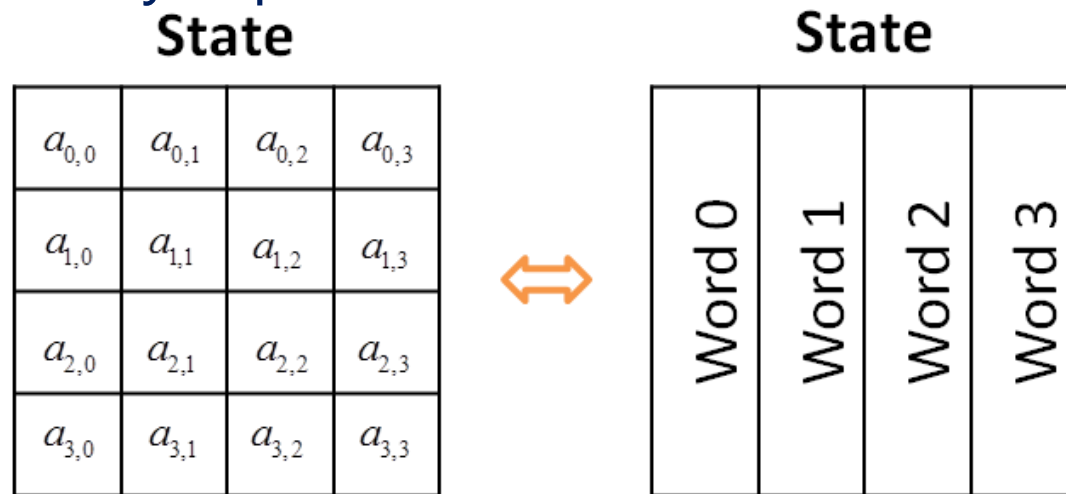 State
State
a0,0 a0,1 a0,2 a0,3
a1,0 a1,1 a1,2 a1,3
a2,0 a2,1 a2,2 a2,3
a3,0 a3,1 a3,2 a3,3
Word 0
Word 1
Word 2
Word 3